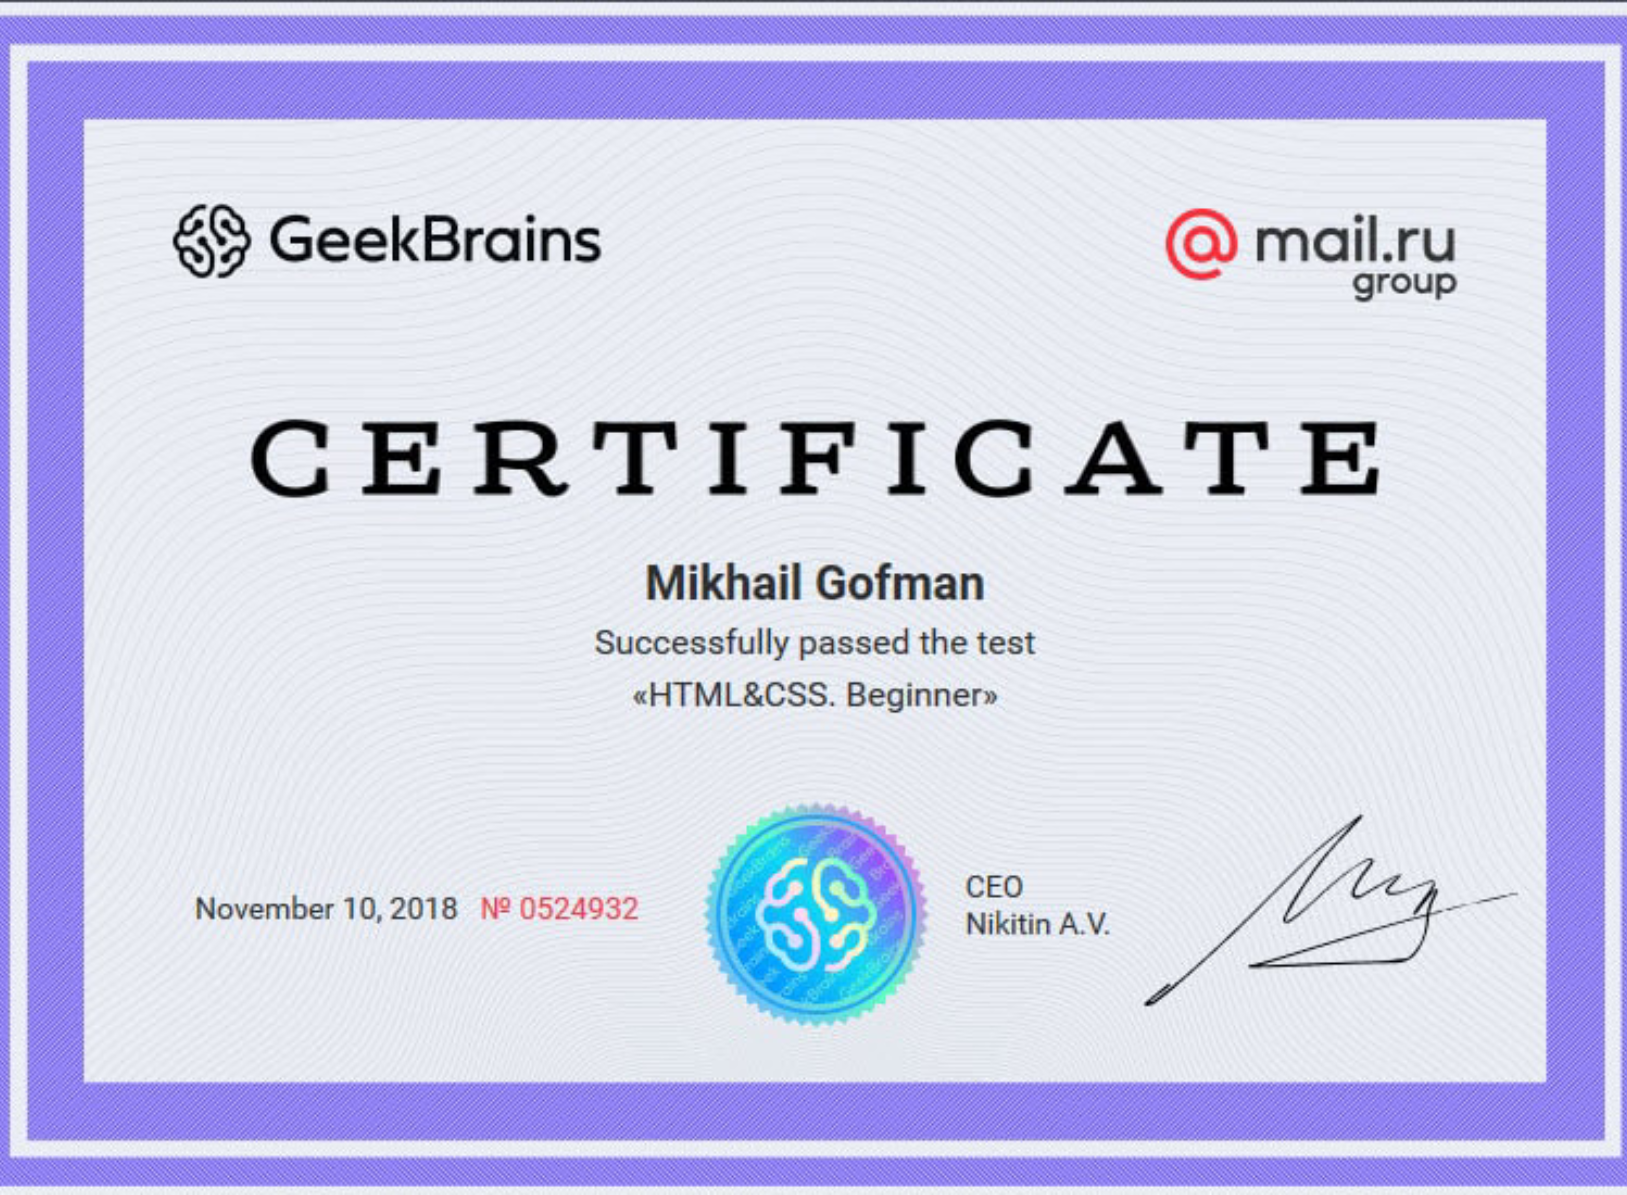 GeekBrains
@mail.ru
group
CERTIFICATE
Mikhail Gofman
Successfully passed the test
«HTML&CSS. Beginner»
November 10, 2018 № 0524932
CEO
Nikitin A.V.